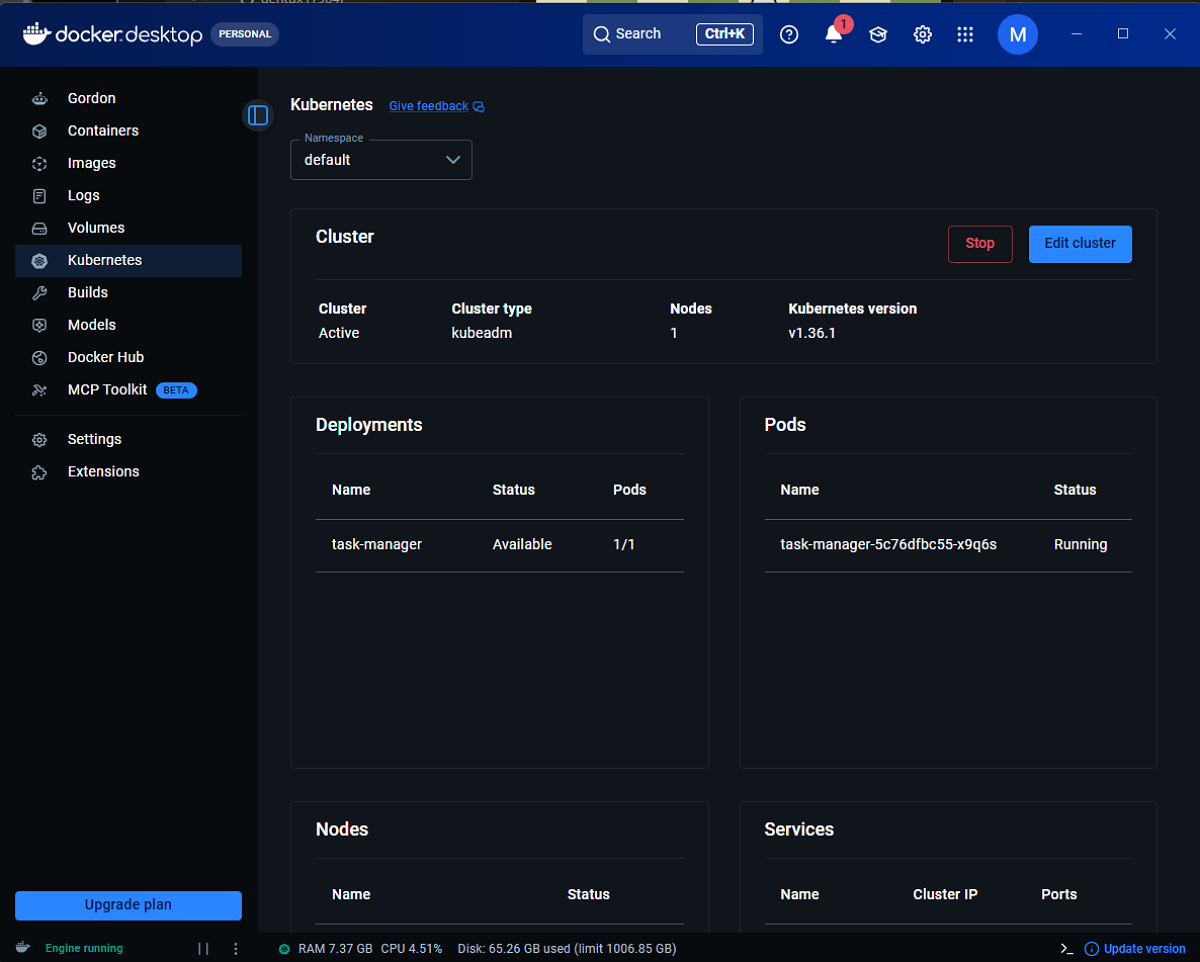 docker.desktop PERSONAL Search Ctrl+K 1 M
Gordon
Containers
Images
Logs
Volumes
Kubernetes
Builds
Models
Docker Hub
MCP Toolkit BETA
Settings
Extensions
Upgrade plan
Kubernetes Give feedback
Namespace
default
Cluster Stop Edit cluster
Cluster Cluster type Nodes Kubernetes version
Active kubeadm 1 v1.36.1
Deployments
Name Status Pods
task-manager Available 1/1
Pods
Name Status
task-manager-5c76dfbc55-x9q6s Running
Nodes
Name Status
Services
Name Cluster IP Ports
Engine running RAM 7.37 GB CPU 4.51% Disk: 65.26 GB used (limit 1006.85 GB) >_ Update version